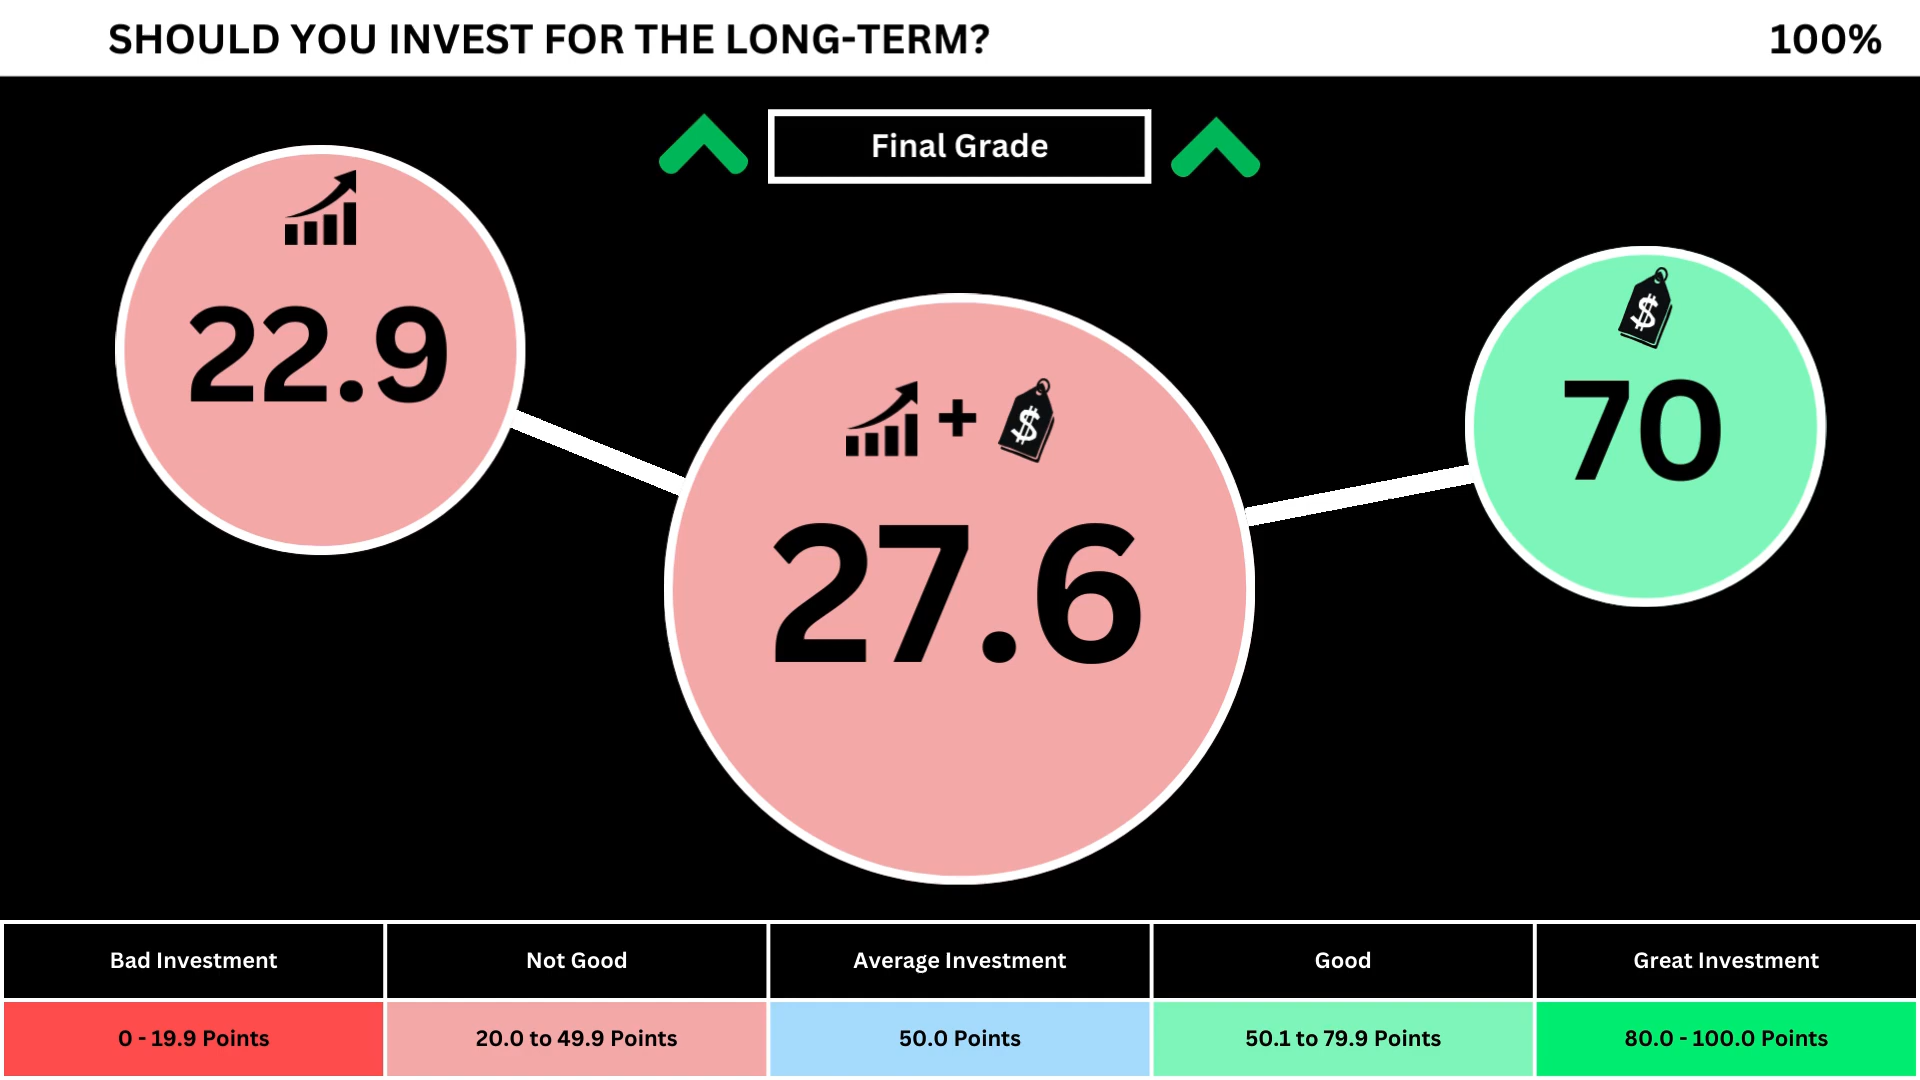 SHOULD YOU INVEST FOR THE LONG-TERM?
100%
Final Grade
22.9
$
70
+ $
27.6
Bad Investment
Not Good
Average Investment
Good
Great Investment
0 - 19.9 Points
20.0 to 49.9 Points
50.0 Points
50.1 to 79.9 Points
80.0 - 100.0 Points